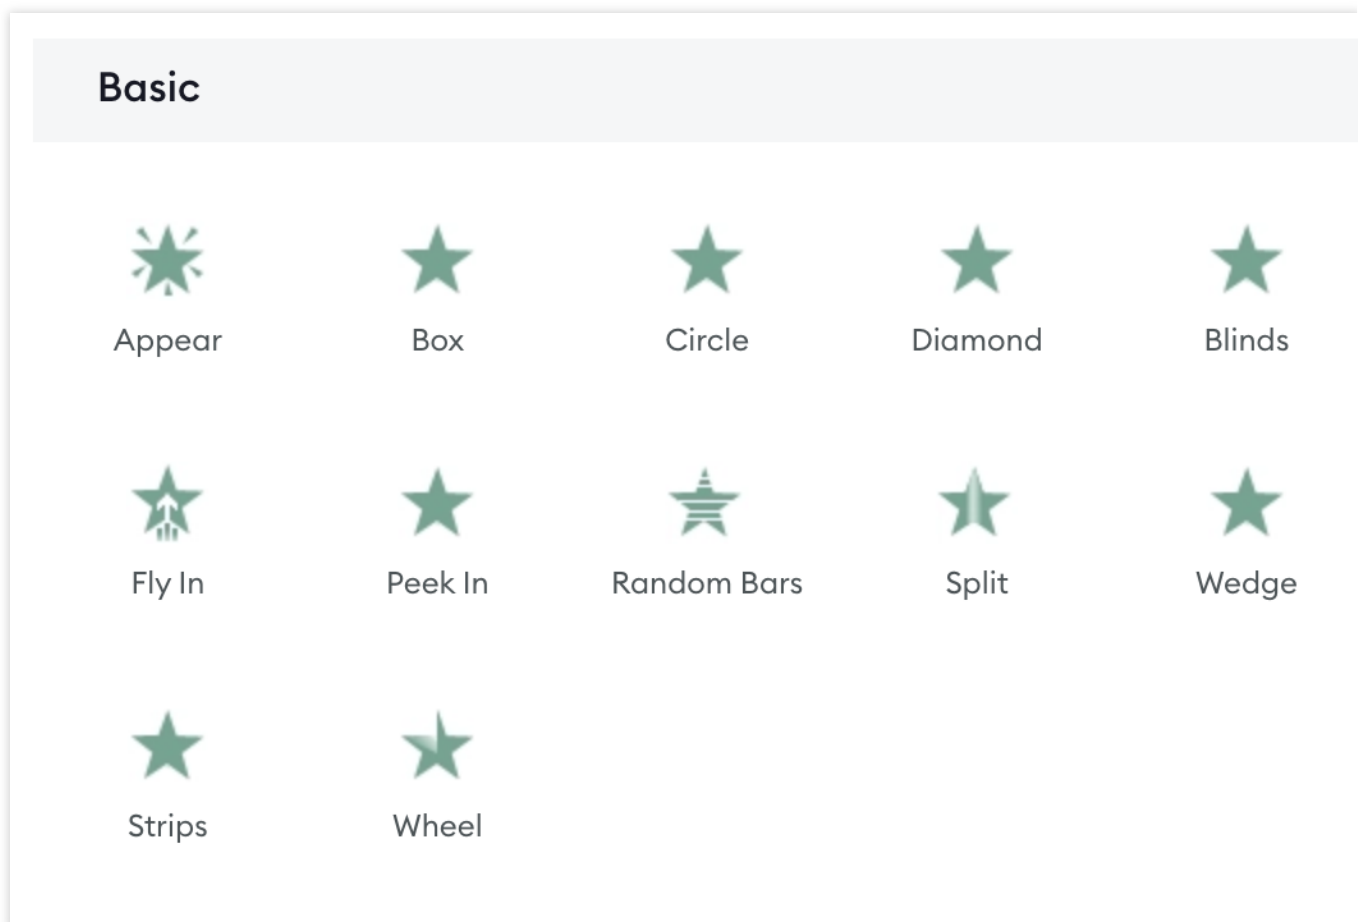 Basic
Appear Box Circle Diamond Blinds
Fly In Peek In Random Bars Split Wedge
Strips Wheel